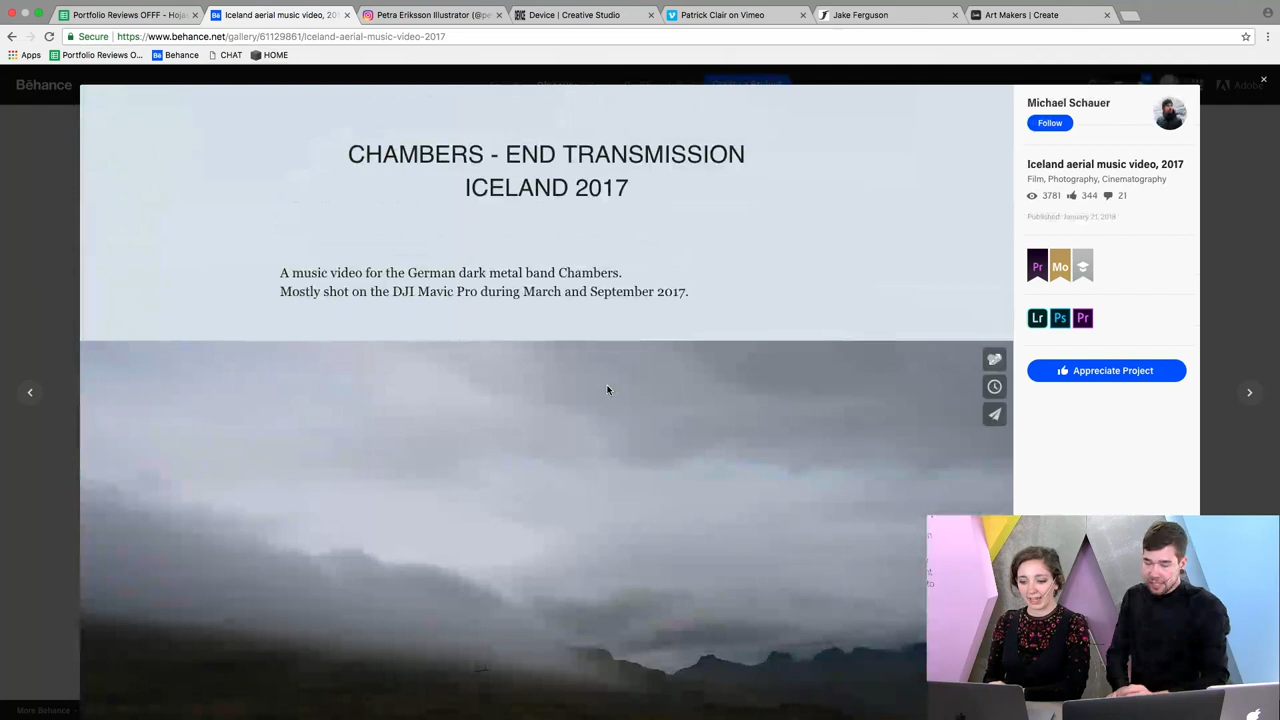 Portfolio Reviews OFFF - Hojas
Iceland aerial music video, 20
Petra Eriksson Illustrator (@pe
Device | Creative Studio
Patrick Clair on Vimeo
Jake Ferguson
Art Makers | Create
Secure | https://www.behance.net/gallery/61129861/Iceland-aerial-music-video-2017
Apps
Portfolio Reviews O...
Behance
CHAT
HOME
Bēhance
Adobe
CHAMBERS - END TRANSMISSION
ICELAND 2017
A music video for the German dark metal band Chambers.
Mostly shot on the DJI Mavic Pro during March and September 2017.
Michael Schauer
Follow
Iceland aerial music video, 2017
Film, Photography, Cinematography
3781 344 21
Published: January 21, 2018
Pr Mo
Lr Ps Pr
Appreciate Project
More Behance